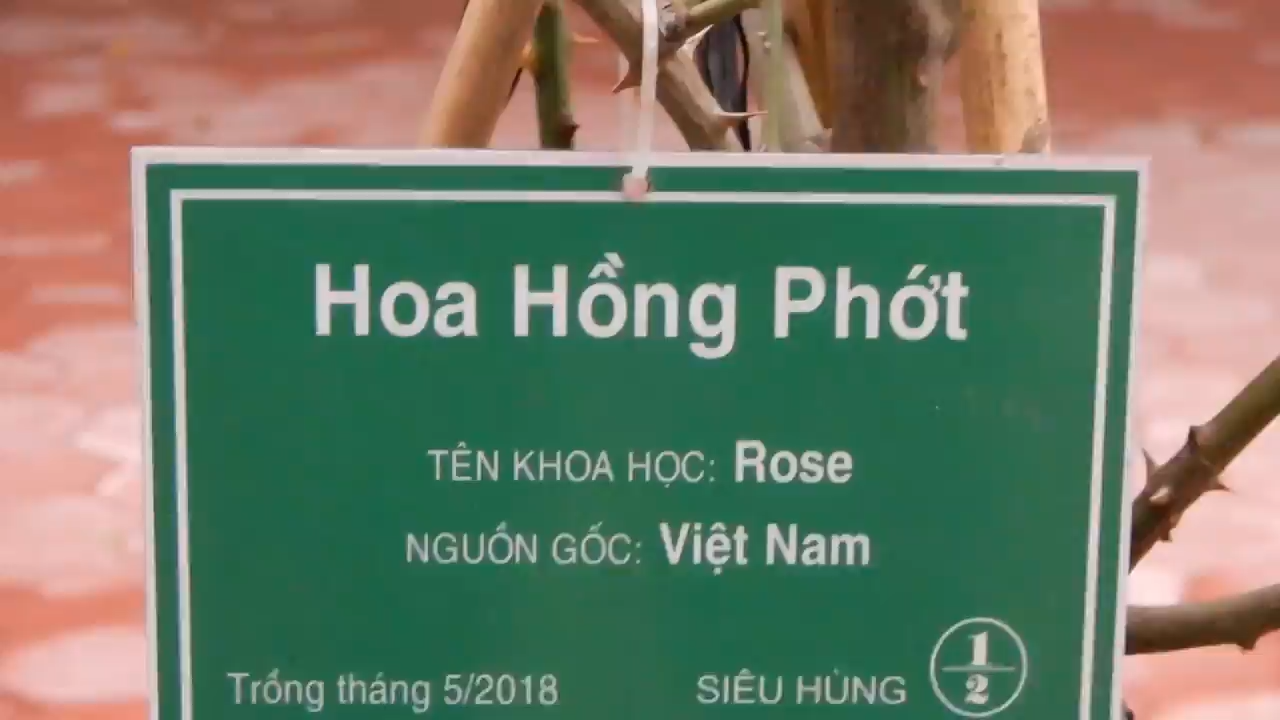 Hoa Hồng Phớt
TÊN KHOA HỌC: Rose
NGUỒN GỐC: Việt Nam
Trồng tháng 5/2018 SIÊU HÙNG 1/2